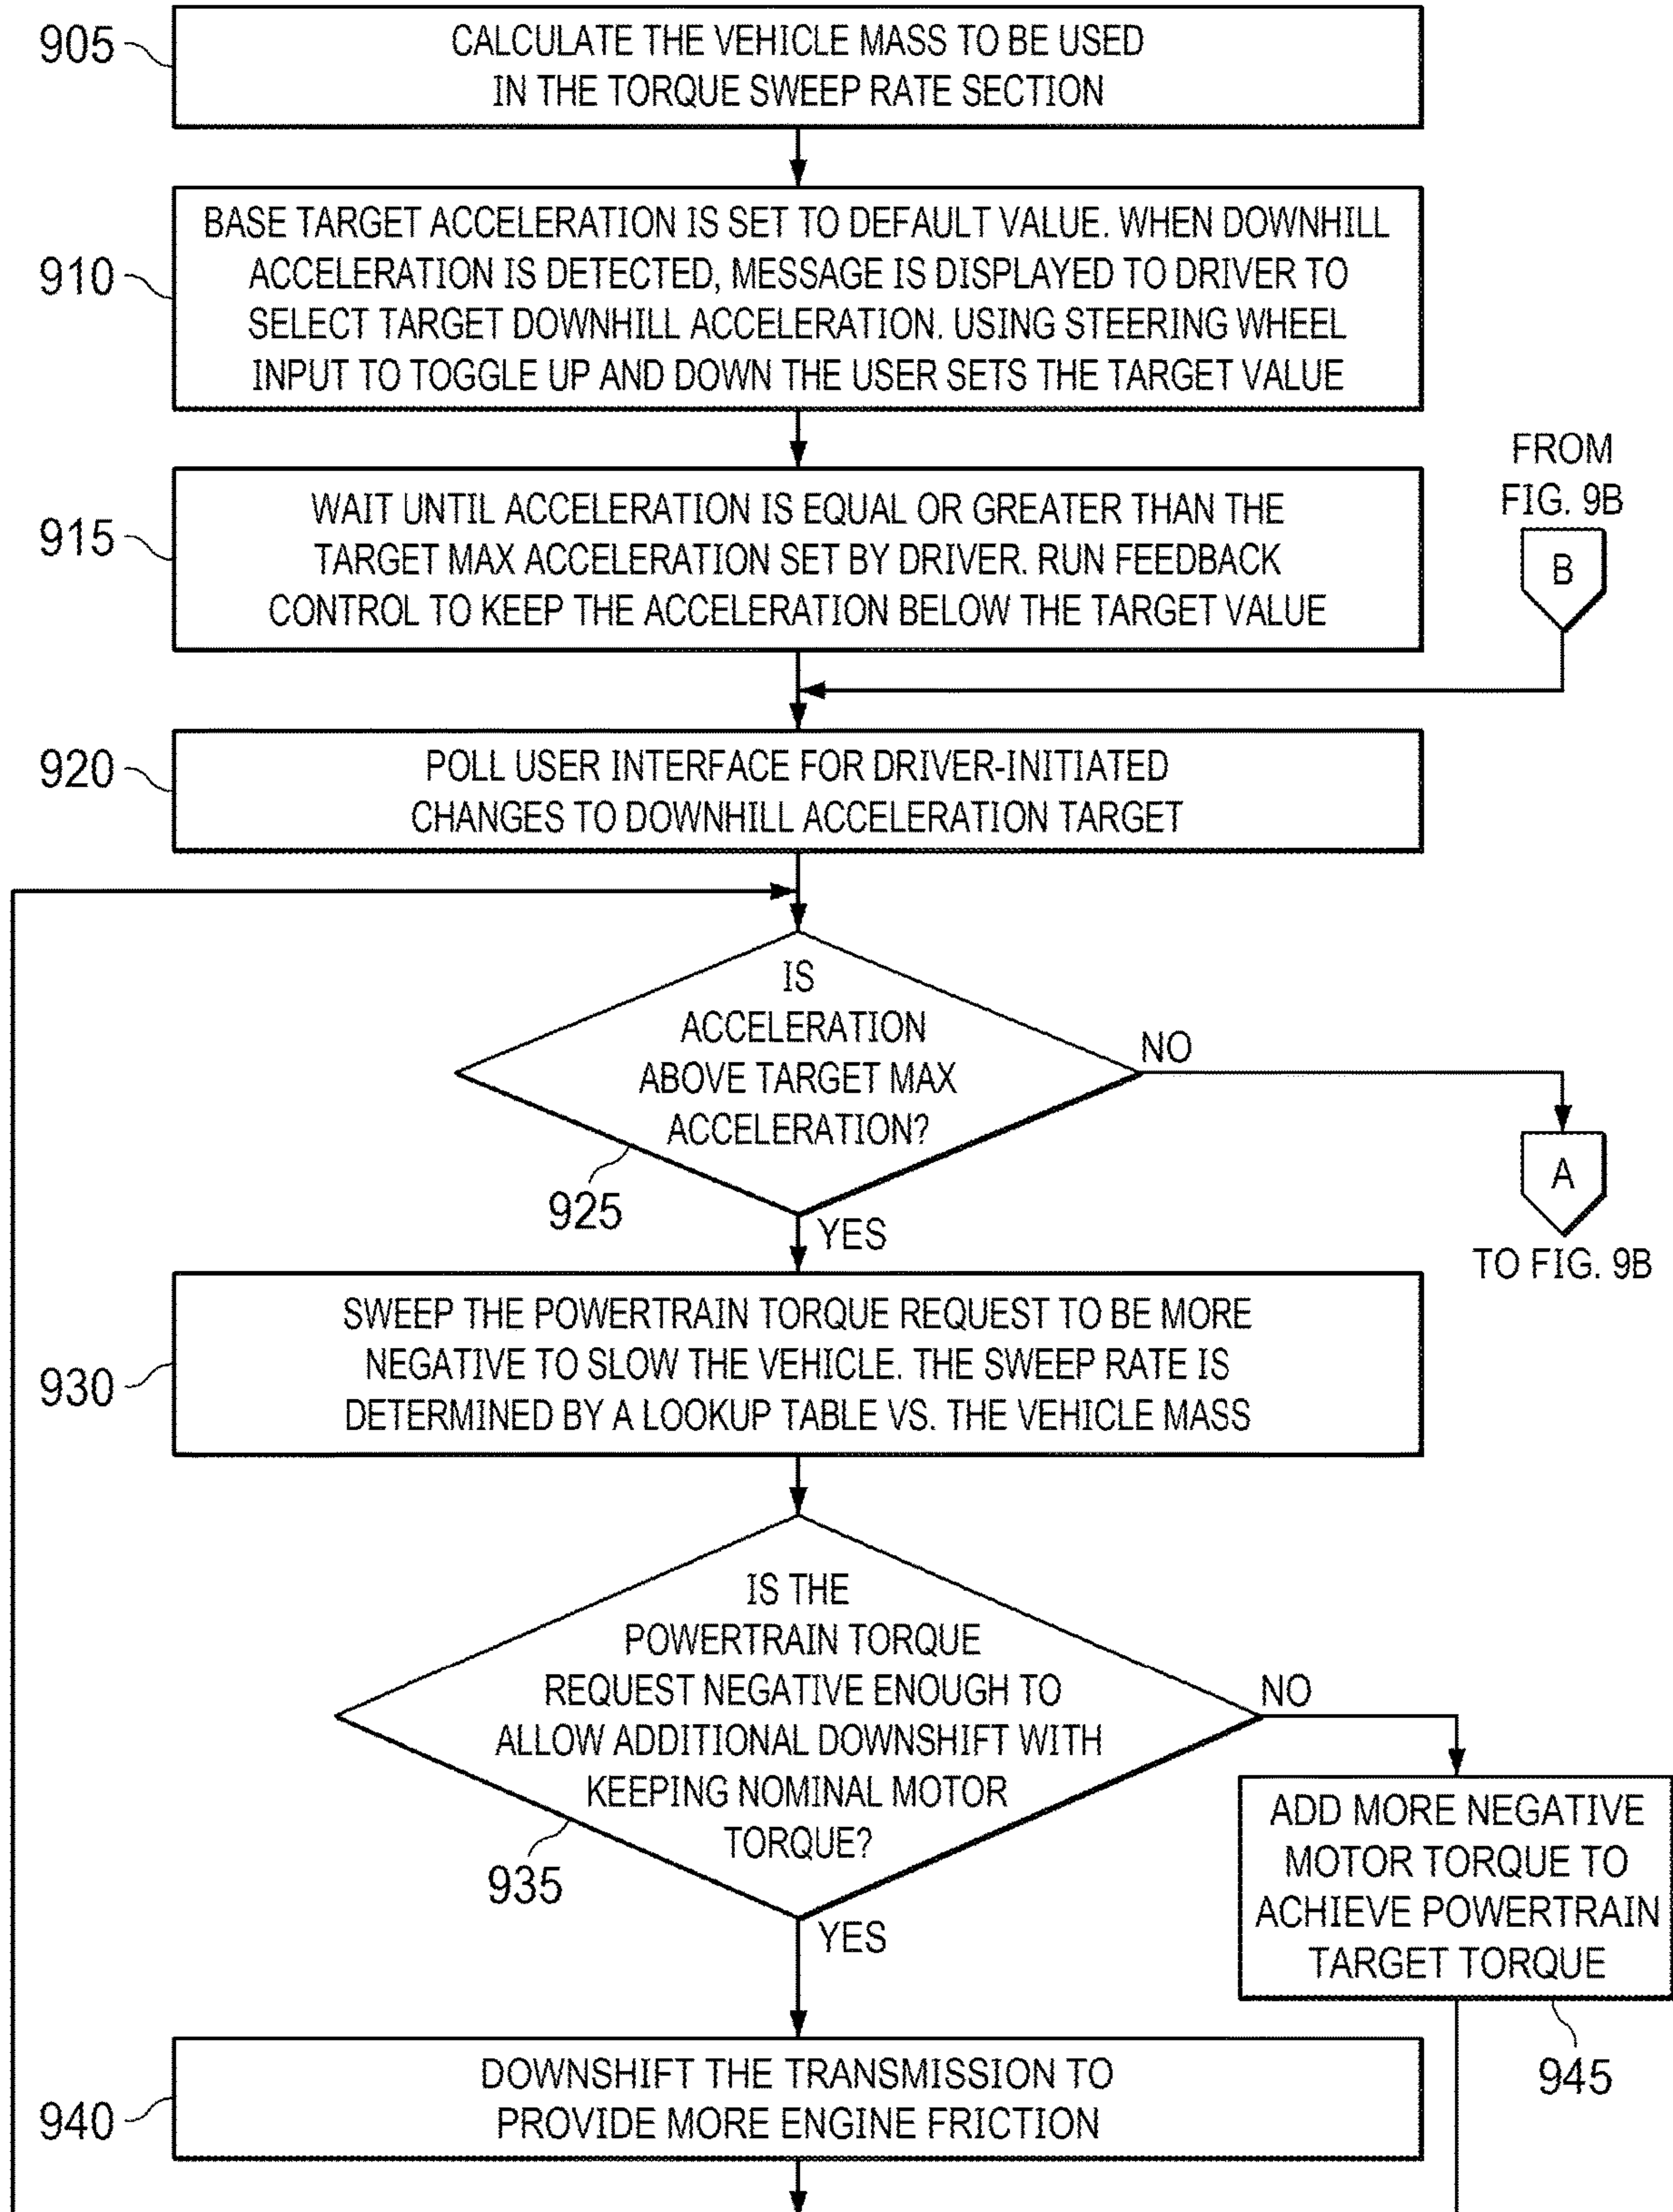 905
CALCULATE THE VEHICLE MASS TO BE USED
IN THE TORQUE SWEEP RATE SECTION
910
BASE TARGET ACCELERATION IS SET TO DEFAULT VALUE. WHEN DOWNHILL
ACCELERATION IS DETECTED, MESSAGE IS DISPLAYED TO DRIVER TO
SELECT TARGET DOWNHILL ACCELERATION. USING STEERING WHEEL
INPUT TO TOGGLE UP AND DOWN THE USER SETS THE TARGET VALUE
915
WAIT UNTIL ACCELERATION IS EQUAL OR GREATER THAN THE
TARGET MAX ACCELERATION SET BY DRIVER. RUN FEEDBACK
CONTROL TO KEEP THE ACCELERATION BELOW THE TARGET VALUE
FROM
FIG. 9B
B
920
POLL USER INTERFACE FOR DRIVER-INITIATED
CHANGES TO DOWNHILL ACCELERATION TARGET
IS
ACCELERATION
ABOVE TARGET MAX
ACCELERATION?
925
NO
A
TO FIG. 9B
YES
930
SWEEP THE POWERTRAIN TORQUE REQUEST TO BE MORE
NEGATIVE TO SLOW THE VEHICLE. THE SWEEP RATE IS
DETERMINED BY A LOOKUP TABLE VS. THE VEHICLE MASS
IS THE
POWERTRAIN TORQUE
REQUEST NEGATIVE ENOUGH TO
ALLOW ADDITIONAL DOWNSHIFT WITH
KEEPING NOMINAL MOTOR
TORQUE?
935
NO
ADD MORE NEGATIVE
MOTOR TORQUE TO
ACHIEVE POWERTRAIN
TARGET TORQUE
945
YES
940
DOWNSHIFT THE TRANSMISSION TO
PROVIDE MORE ENGINE FRICTION